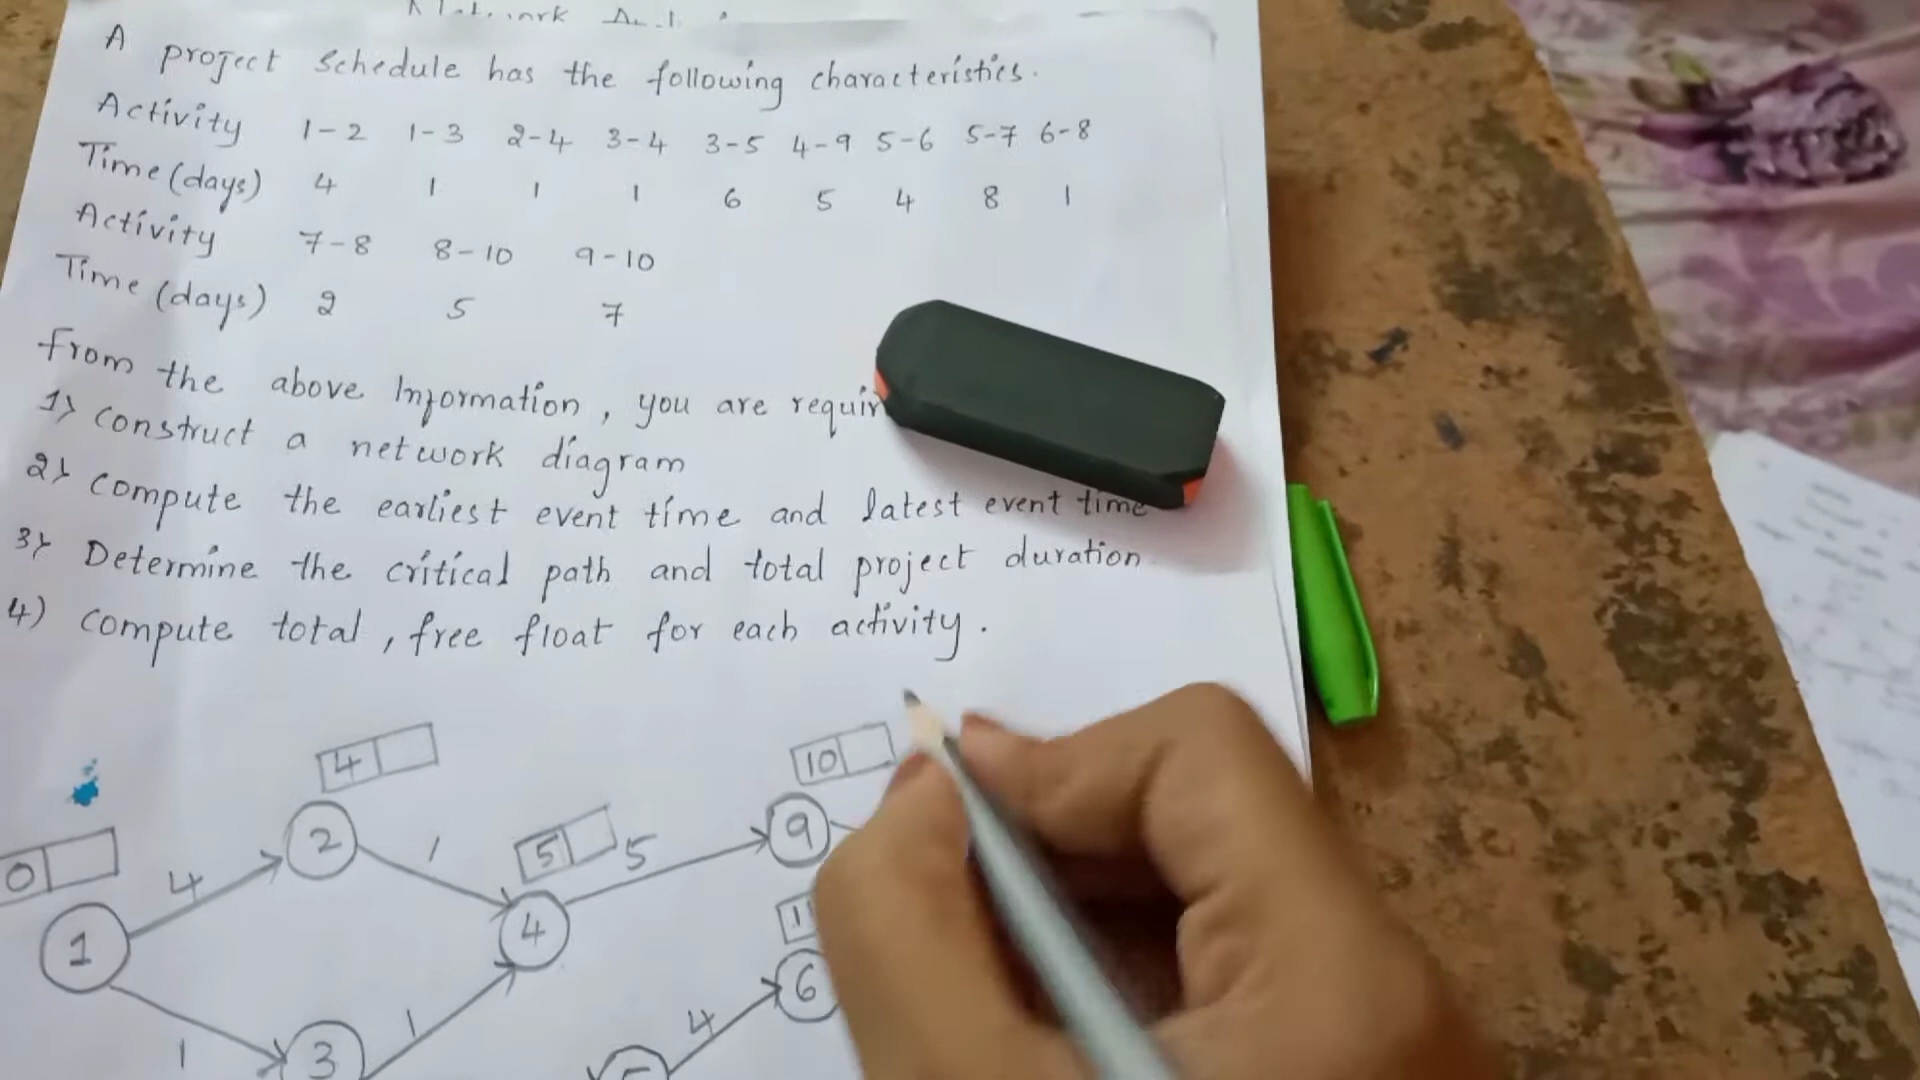 A project schedule has the following characteristics.
Activity 1-2 1-3 2-4 3-4 3-5 4-9 5-6 5-7 6-8
Time (days) 4 1 1 1 6 5 4 8 1
Activity 7-8 8-10 9-10
Time (days) 2 5 7
From the above Information, you are
1) construct a network diagram
2) compute the earliest event time and latest event time
3) Determine the critical path and total project duration
4) compute total, free float for each activity.
4
10
2
9
0
4
1
5
5
1
4
6
4
1
1
3